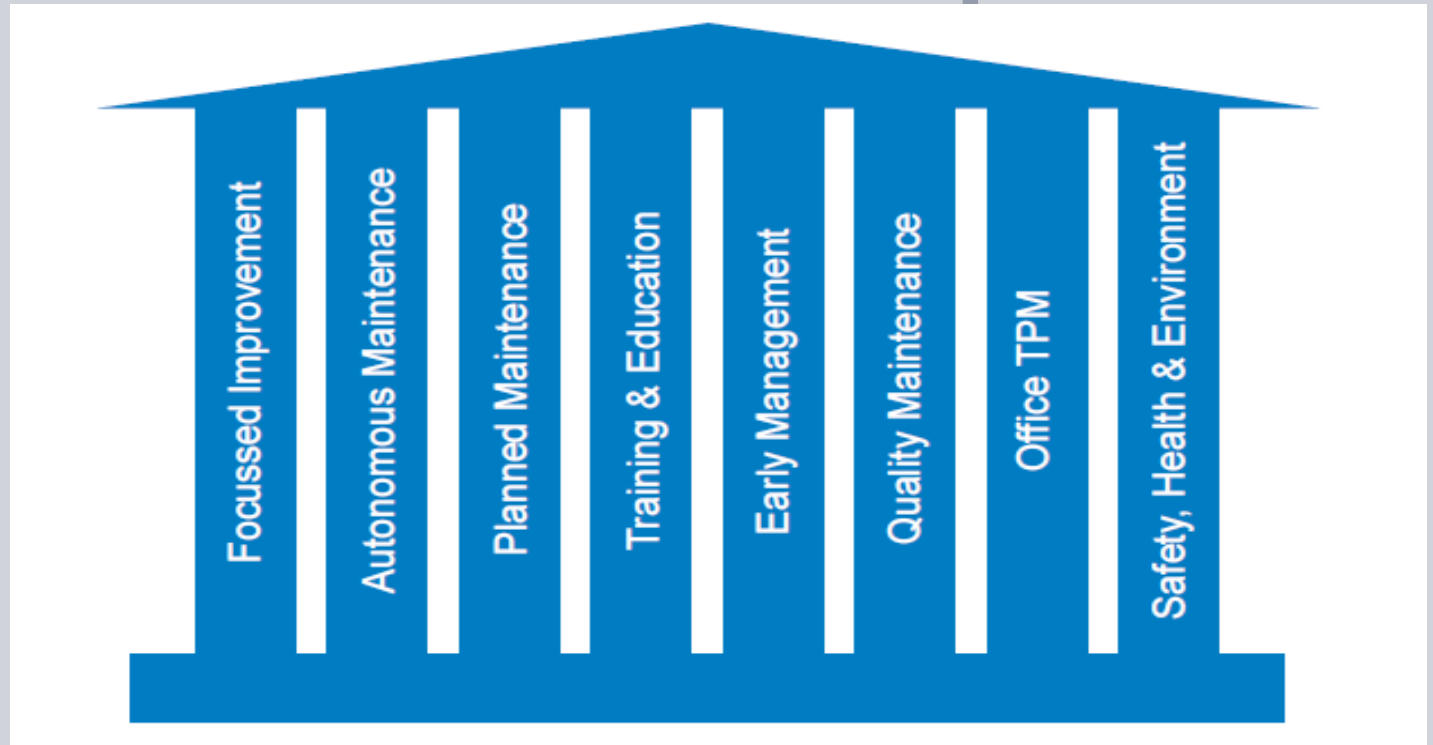 Focussed Improvement
Autonomous Maintenance
Planned Maintenance
Training & Education
Early Management
Quality Maintenance
Office TPM
Safety, Health & Environment